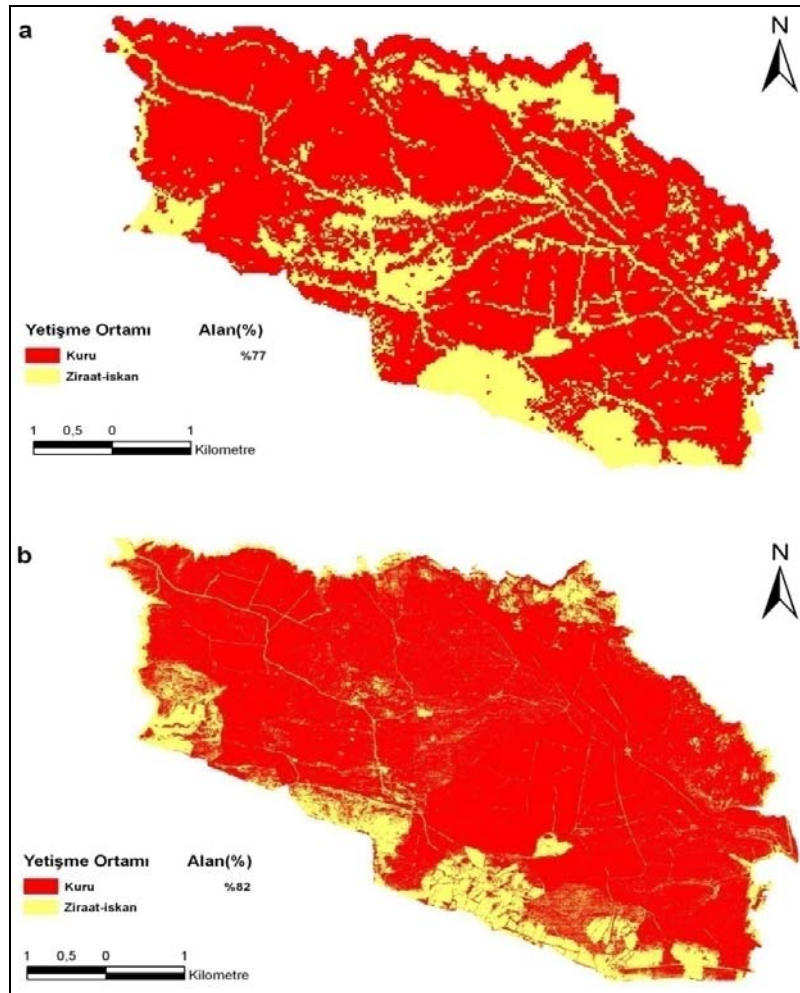 a
N
Yetişme Ortamı Alan(%)
Kuru %77
Ziraat-iskan
1 0,5 0 1
Kilometre
b
N
Yetişme Ortamı Alan(%)
Kuru %82
Ziraat-iskan
1 0,5 0 1
Kilometre